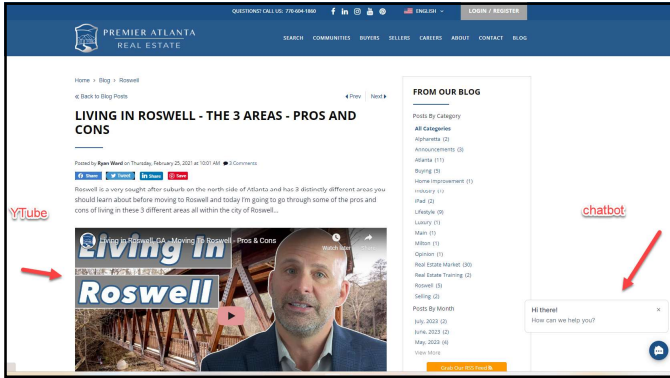 QUESTIONS? CALL US: 770-604-1860
ENGLISH
LOGIN / REGISTER
PREMIER ATLANTA
REAL ESTATE
SEARCH COMMUNITIES BUYERS SELLERS CAREERS ABOUT CONTACT BLOG
Home > Blog > Roswell
« Back to Blog Posts
Prev Next
LIVING IN ROSWELL - THE 3 AREAS - PROS AND
CONS
Posted by Ryan Ward on Thursday, February 25, 2021 at 10:01 AM 2 Comments
Share Tweet Share Save
Roswell is a very sought after suburb on the north side of Atlanta and has 3 distinctly different areas you
should learn about before moving to Roswell and today I'm going to go through some of the pros and
cons of living in these 3 different areas all within the city of Roswell...
YTube
Living in Roswell, GA - Moving To Roswell - Pros & Cons
Watch later
Share
Living in
Roswell
FROM OUR BLOG
Posts By Category
All Categories
Alpharetta (2)
Announcements (3)
Atlanta (11)
Buying (5)
Home Improvement (1)
Industry (1)
iPad (3)
Lifestyle (9)
Luxury (1)
Main (1)
Milton (1)
Opinion (1)
Real Estate Market (30)
Real Estate Training (2)
Roswell (3)
Selling (2)
Posts By Month
July, 2023 (2)
June, 2023 (2)
May, 2023 (4)
View More
Grab Our RSS Feed
chatbot
Hi there!
×
How can we help you?